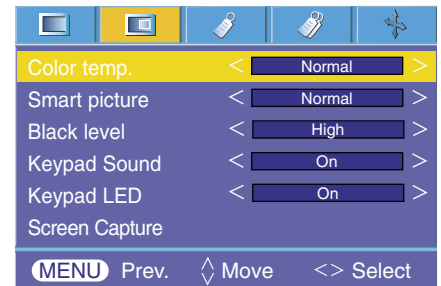 Color temp. < Normal >
Smart picture < Normal >
Black level < High >
Keypad Sound < On >
Keypad LED < On >
Screen Capture
MENU Prev. Move <> Select